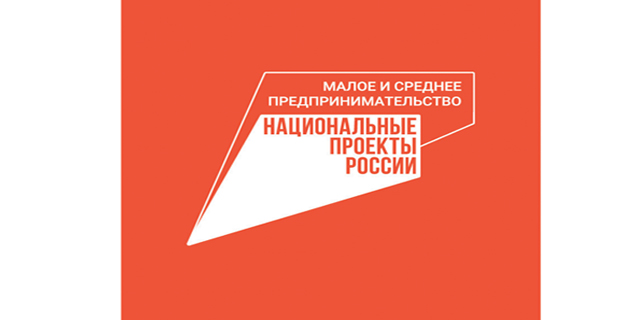 МАЛОЕ И СРЕДНЕЕ
ПРЕДПРИНИМАТЕЛЬСТВО
НАЦИОНАЛЬНЫЕ
ПРОЕКТЫ
РОССИИ